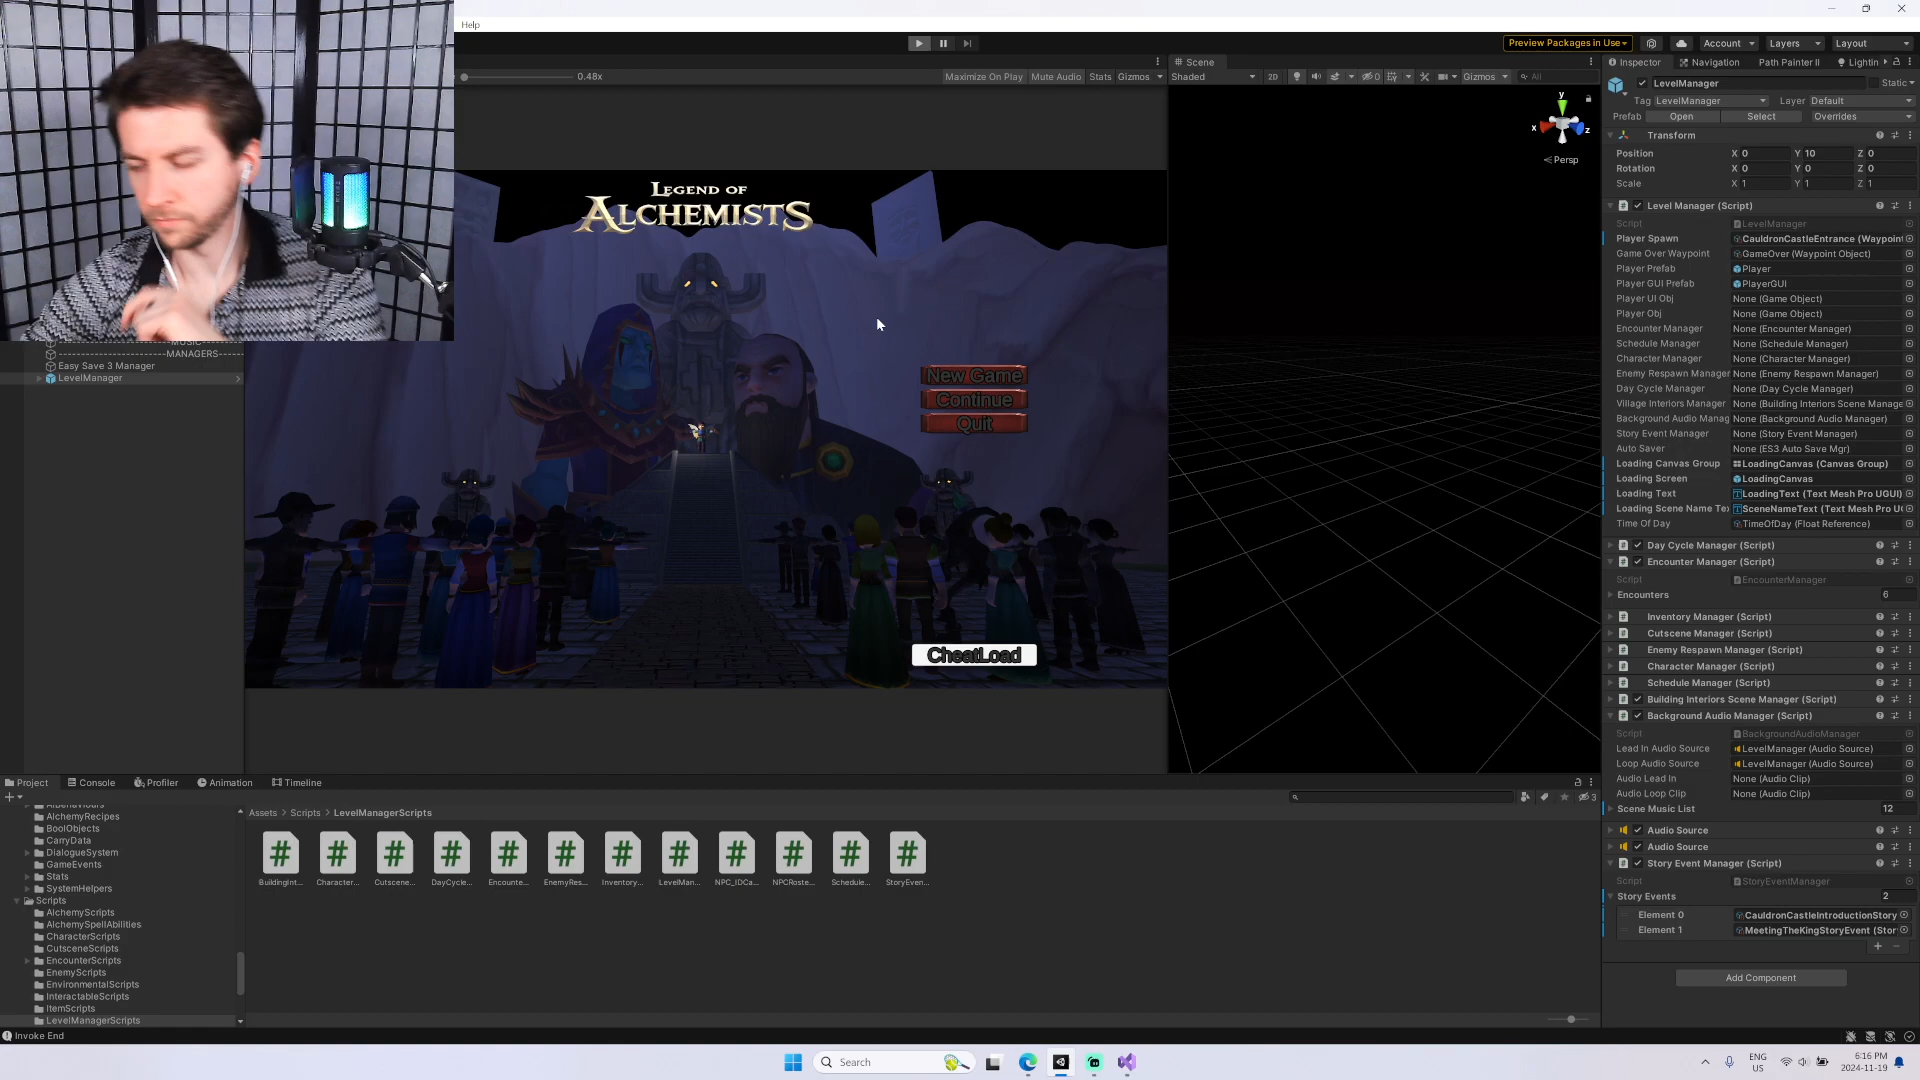 Help
Preview Packages in Use
Account
Layers
Layout
0.48x
Maximize On Play
Mute Audio
Stats
Gizmos
Scene
Shaded
2D
0
Gizmos
All
y
x
z
Persp
LEGEND OF
ALCHEMISTS
New Game
Continue
Quit
CheatLoad
-MUSIC-
-------------------------MANAGERS-----
Easy Save 3 Manager
LevelManager
Inspector
Navigation
Path Painter II
Lightin
LevelManager
Static
Tag LevelManager
Layer Default
Prefab
Open
Select
Overrides
Transform
Position X 0 Y 10 Z 0
Rotation X 0 Y 0 Z 0
Scale X 1 Y 1 Z 1
Level Manager (Script)
Script LevelManager
Player Spawn CauldronCastleEntrance (Waypoint
Game Over Waypoint GameOver (Waypoint Object)
Player Prefab Player
Player GUI Prefab PlayerGUI
Player UI Obj None (Game Object)
Player Obj None (Game Object)
Encounter Manager None (Encounter Manager)
Schedule Manager None (Schedule Manager)
Character Manager None (Character Manager)
Enemy Respawn Manager None (Enemy Respawn Manager)
Day Cycle Manager None (Day Cycle Manager)
Village Interiors Manager None (Building Interiors Scene Manage
Background Audio Manag None (Background Audio Manager)
Story Event Manager None (Story Event Manager)
Auto Saver None (ES3 Auto Save Mgr)
Loading Canvas Group LoadingCanvas (Canvas Group)
Loading Screen LoadingCanvas
Loading Text LoadingText (Text Mesh Pro UGUI)
Loading Scene Name Te SceneNameText (Text Mesh Pro UG
Time Of Day TimeOfDay (Float Reference)
Day Cycle Manager (Script)
Encounter Manager (Script)
Script EncounterManager
Encounters 6
Inventory Manager (Script)
Cutscene Manager (Script)
Enemy Respawn Manager (Script)
Character Manager (Script)
Schedule Manager (Script)
Building Interiors Scene Manager (Script)
Background Audio Manager (Script)
Script BackgroundAudioManager
Lead In Audio Source LevelManager (Audio Source)
Loop Audio Source LevelManager (Audio Source)
Audio Lead In None (Audio Clip)
Audio Loop Clip None (Audio Clip)
Scene Music List 12
Audio Source
Audio Source
Story Event Manager (Script)
Script StoryEventManager
Story Events 2
Element 0 CauldronCastleIntroductionStory
Element 1 MeetingTheKingStoryEvent (Stor
Add Component
Project
Console
Profiler
Animation
Timeline
3
AlchemyRecipes
BoolObjects
CarryData
DialogueSystem
GameEvents
Stats
SystemHelpers
Scripts
AlchemyScripts
AlchemySpellAbilities
CharacterScripts
CutsceneScripts
EncounterScripts
EnemyScripts
EnvironmentalScripts
InteractableScripts
ItemScripts
LevelManagerScripts
Assets > Scripts > LevelManagerScripts
BuildingInt... Character... Cutscene... DayCycle... Encounte... EnemyRes... Inventory... LevelMan... NPC_IDCa... NPCRoste... Schedule... StoryEven...
Invoke End
Search
ENG
US
6:16 PM
2024-11-19